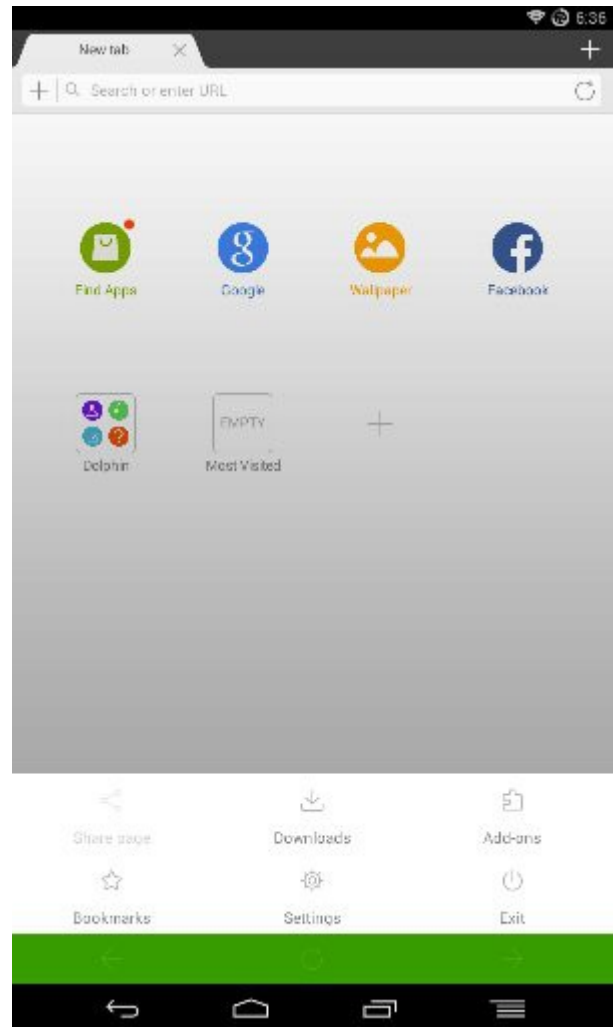 6:36
New tab
Search or enter URL
Find Apps Google Wallpaper Facebook
EMPTY
Dolphin Most Visited
Share page Downloads Add-ons
Bookmarks Settings Exit